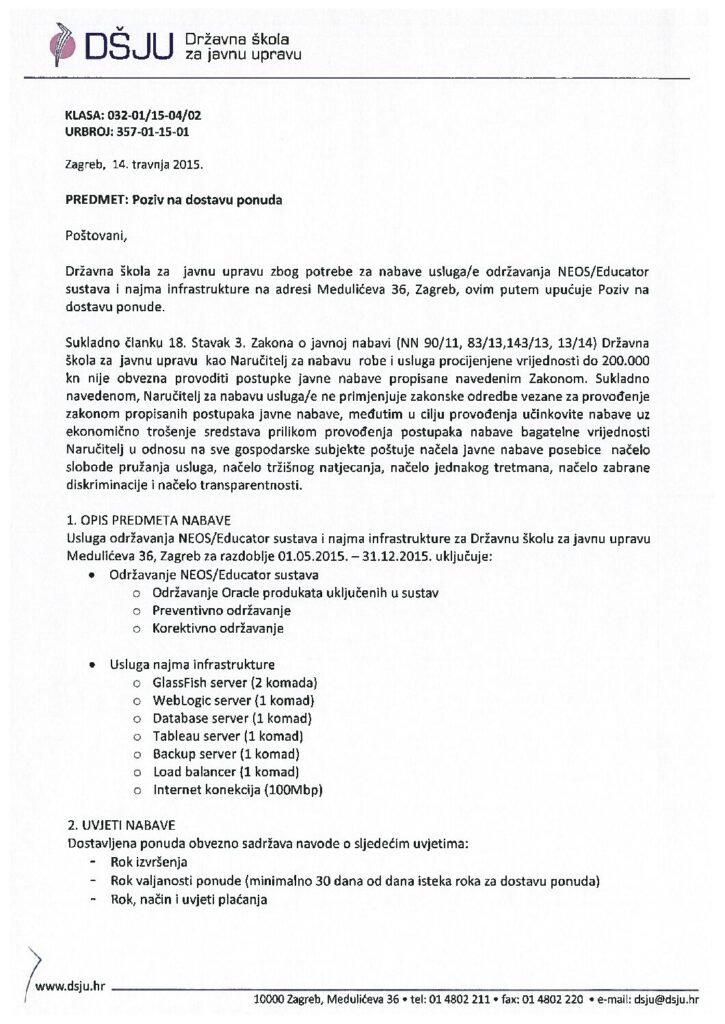 DŠJU Državna škola
za javnu upravu
KLASA: 032-01/15-04/02
URBROJ: 357-01-15-01
Zagreb, 14. travnja 2015.
PREDMET: Poziv na dostavu ponuda
Poštovani,
Državna škola za javnu upravu zbog potrebe za nabave usluga/e održavanja NEOS/Educator
sustava i najma infrastrukture na adresi Medulićeva 36, Zagreb, ovim putem upućuje Poziv na
dostavu ponude.
Sukladno članku 18. Stavak 3. Zakona o javnoj nabavi (NN 90/11, 83/13,143/13, 13/14) Državna
škola za javnu upravu kao Naručitelj za nabavu robe i usluga procijenjene vrijednosti do 200.000
kn nije obvezna provoditi postupke javne nabave propisane navedenim Zakonom. Sukladno
navedenom, Naručitelj za nabavu usluga/e ne primjenjuje zakonske odredbe vezane za provođenje
zakonom propisanih postupaka javne nabave, međutim u cilju provođenja učinkovite nabave uz
ekonomično trošenje sredstava prilikom provođenja postupaka nabave bagatelne vrijednosti
Naručitelj u odnosu na sve gospodarske subjekte poštuje načela javne nabave posebice načelo
slobode pružanja usluga, načelo tržišnog natjecanja, načelo jednakog tretmana, načelo zabrane
diskriminacije i načelo transparentnosti.
1. OPIS PREDMETA NABAVE
Usluga održavanja NEOS/Educator sustava i najma infrastrukture za Državnu školu za javnu upravu
Medulićeva 36, Zagreb za razdoblje 01.05.2015. – 31.12.2015. uključuje:
• Održavanje NEOS/Educator sustava
o Održavanje Oracle produkata uključenih u sustav
o Preventivno održavanje
o Korektivno održavanje
• Usluga najma infrastrukture
o GlassFish server (2 komada)
o WebLogic server (1 komad)
o Database server (1 komad)
o Tableau server (1 komad)
o Backup server (1 komad)
o Load balancer (1 komad)
o Internet konekcija (100Mbp)
2. UVJETI NABAVE
Dostavljena ponuda obvezno sadržava navode o sljedećim uvjetima:
- Rok izvršenja
- Rok valjanosti ponude (minimalno 30 dana od dana isteka roka za dostavu ponuda)
- Rok, način i uvjeti plaćanja
www.dsju.hr
10000 Zagreb, Medulićeva 36 • tel: 01 4802 211 • fax: 01 4802 220 • e-mail: dsju@dsju.hr